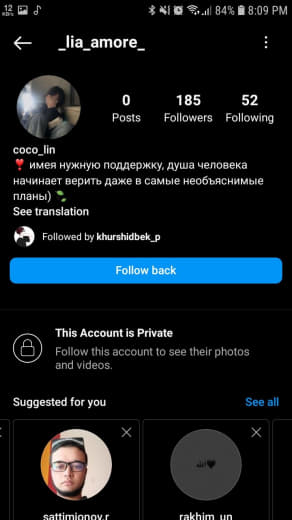 12
KB/s
84% 8:09 PM
_lia_amore_
0 185 52
Posts Followers Following
coco_lin
❣️ имея нужную поддержку, душа человека
начинает верить даже в самые необъяснимые
планы) 🍃
See translation
Followed by khurshidbek_p
Follow back
This Account is Private
Follow this account to see their photos
and videos.
Suggested for you See all
sattimjonov.r rakhim_un